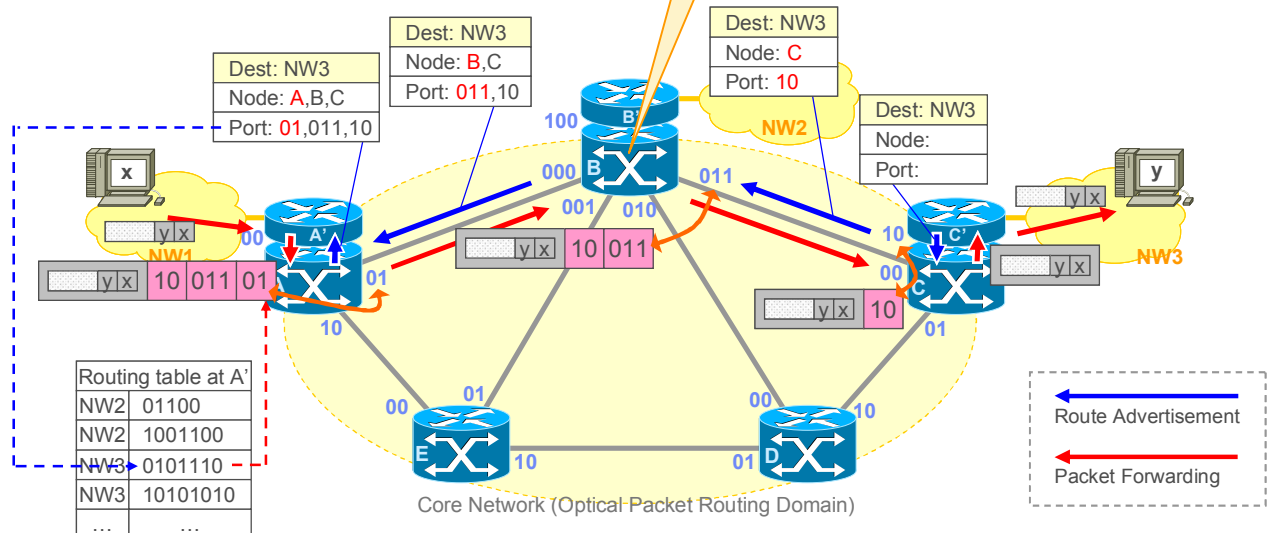 Dest: NW3
Node: A,B,C
Port: 01,011,10
Dest: NW3
Node: B,C
Port: 011,10
Dest: NW3
Node: C
Port: 10
Dest: NW3
Node:
Port:
x
y x
NW1
00
A'
A
01
10
y x 10 011 01
100
B'
B
000
001
010
011
NW2
y x 10 011
10
00
C'
C
01
y x 10
y x
y x
y
NW3
00
01
E
10
00
10
01
D
Core Network (Optical Packet Routing Domain)
Routing table at A'
NW2 01100
NW2 1001100
NW3 0101110
NW3 10101010
... ...
Route Advertisement
Packet Forwarding